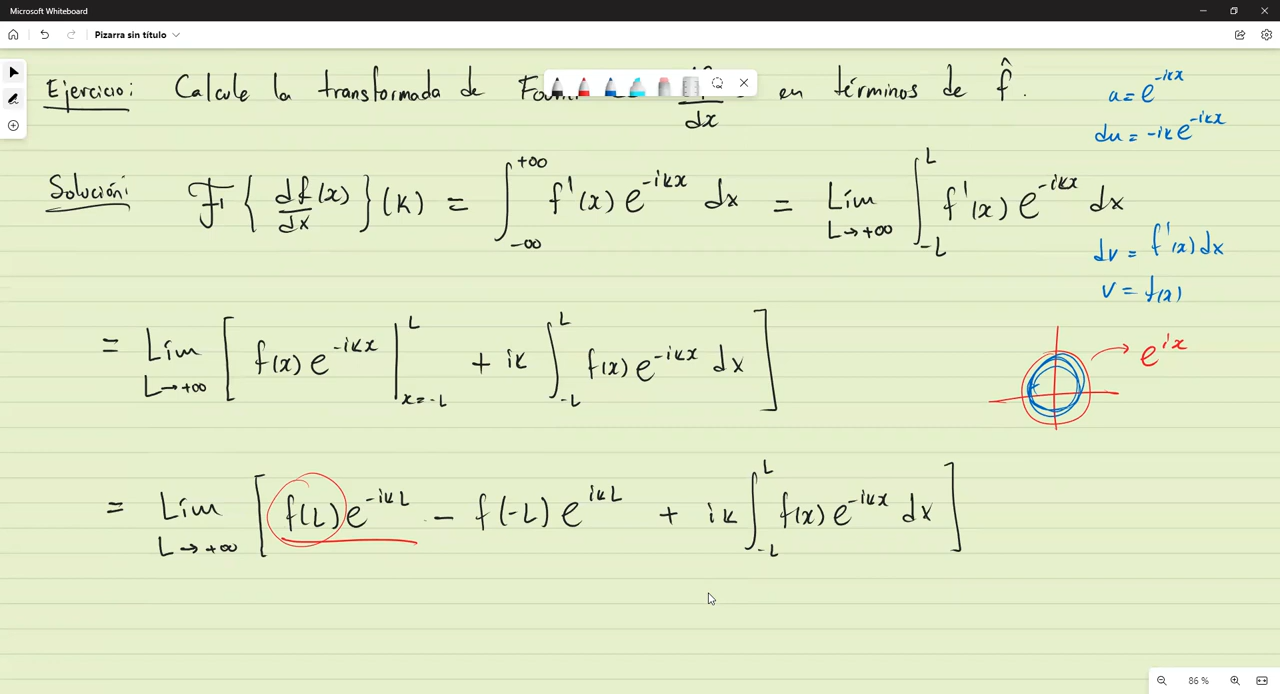 Microsoft Whiteboard
Pizarra sin título
Ejercicio: Calcule la transformada de en términos de f̂.
dx
u = e^{-ikx}
du = -ik e^{-ikx}
Solución: ℱ{df(x)/dx}(k) = ∫_{-∞}^{+∞} f'(x) e^{-ikx} dx = Lím_{L→+∞} ∫_{-L}^{L} f'(x) e^{-ikx} dx
dv = f'(x) dx
v = f(x)
= Lím_{L→+∞} [ f(x) e^{-ikx} |_{x=-L}^{L} + ik ∫_{-L}^{L} f(x) e^{-ikx} dx ]
e^{ix}
= Lím_{L→+∞} [ f(L) e^{-ikL} - f(-L) e^{ikL} + ik ∫_{-L}^{L} f(x) e^{-ikx} dx ]
86 %